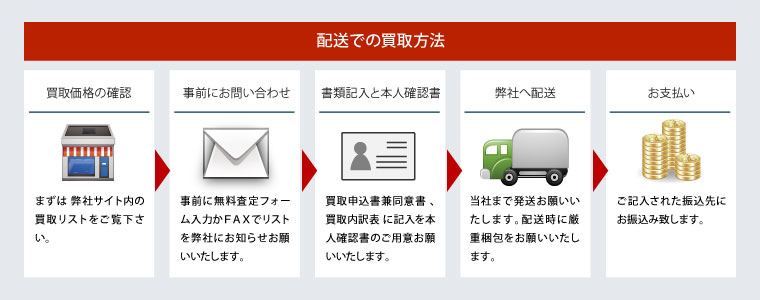 配送での買取方法
買取価格の確認
まずは 弊社サイト内の
買取リストをご覧下さ
い。
事前にお問い合わせ
事前に無料査定フォー
ム入力かＦＡＸでリスト
を弊社にお知らせお願
いいたします。
書類記入と本人確認書
買取申込書兼同意書 、
買取内訳表 に記入を本
人確認書のご用意お願
いいたします。
弊社へ配送
当社まで発送お願いい
たします。配送時に厳
重梱包をお願いいたし
ます。
お支払い
ご記入された振込先に
お振込み致します。